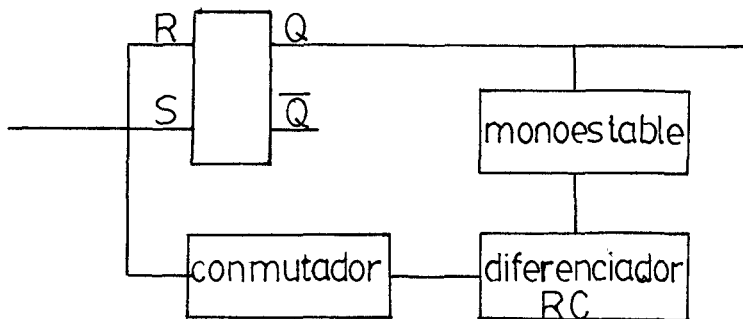 R
Q
S
Q̅
monoestable
conmutador
diferenciador
RC